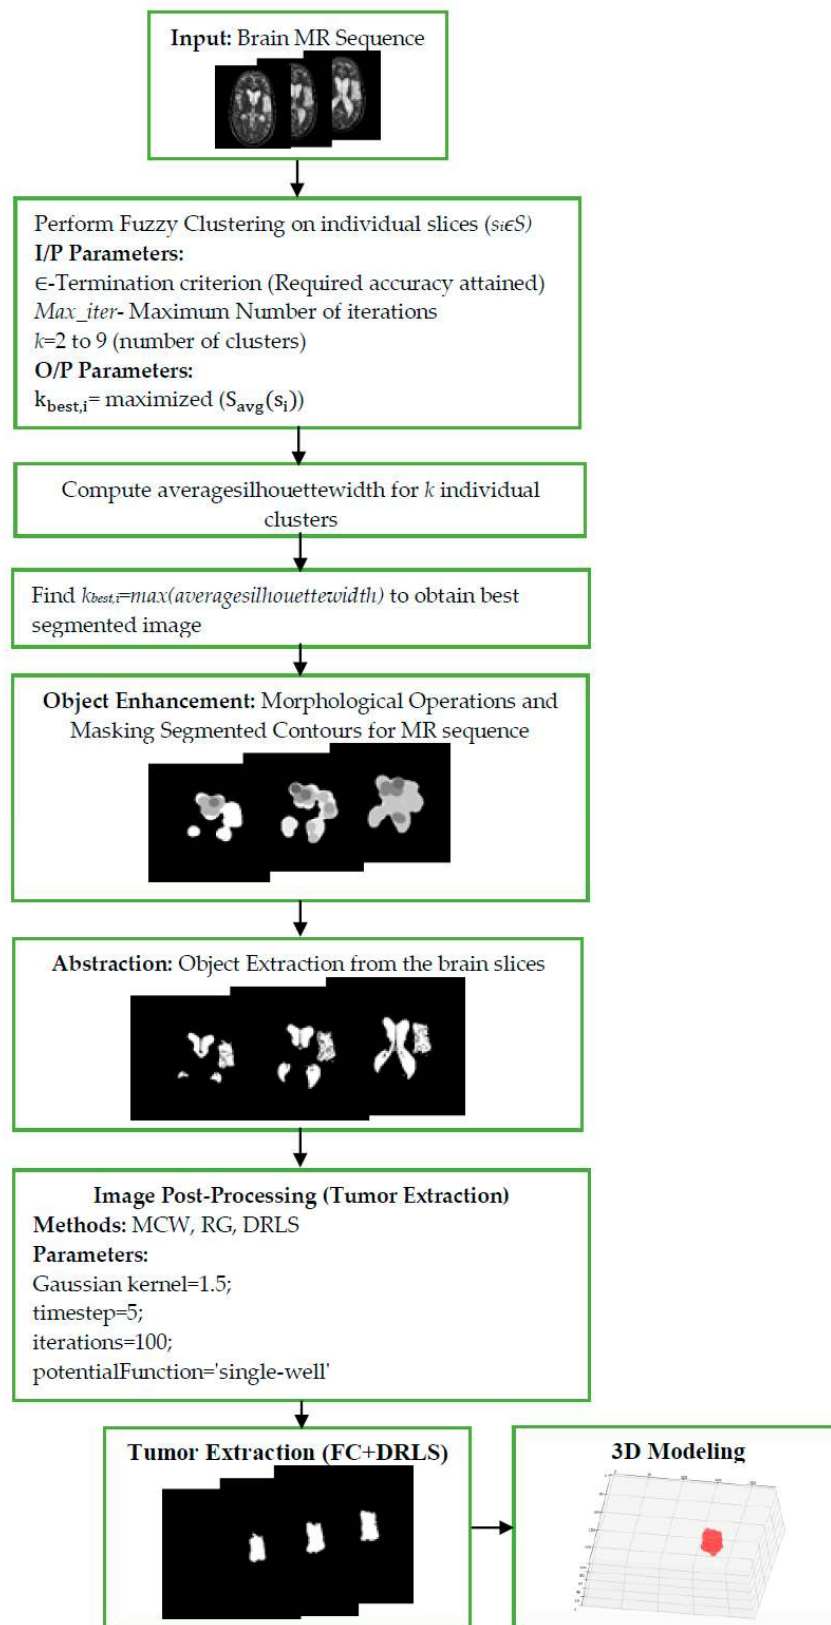 Input: Brain MR Sequence
Perform Fuzzy Clustering on individual slices (siϵS)
I/P Parameters:
∈-Termination criterion (Required accuracy attained)
Max_iter- Maximum Number of iterations
k=2 to 9 (number of clusters)
O/P Parameters:
kbest,i= maximized (Savg(si))
Compute averagesilhouettewidth for k individual
clusters
Find kbest,i=max(averagesilhouettewidth) to obtain best
segmented image
Object Enhancement: Morphological Operations and
Masking Segmented Contours for MR sequence
Abstraction: Object Extraction from the brain slices
Image Post-Processing (Tumor Extraction)
Methods: MCW, RG, DRLS
Parameters:
Gaussian kernel=1.5;
timestep=5;
iterations=100;
potentialFunction='single-well'
Tumor Extraction (FC+DRLS)
3D Modeling